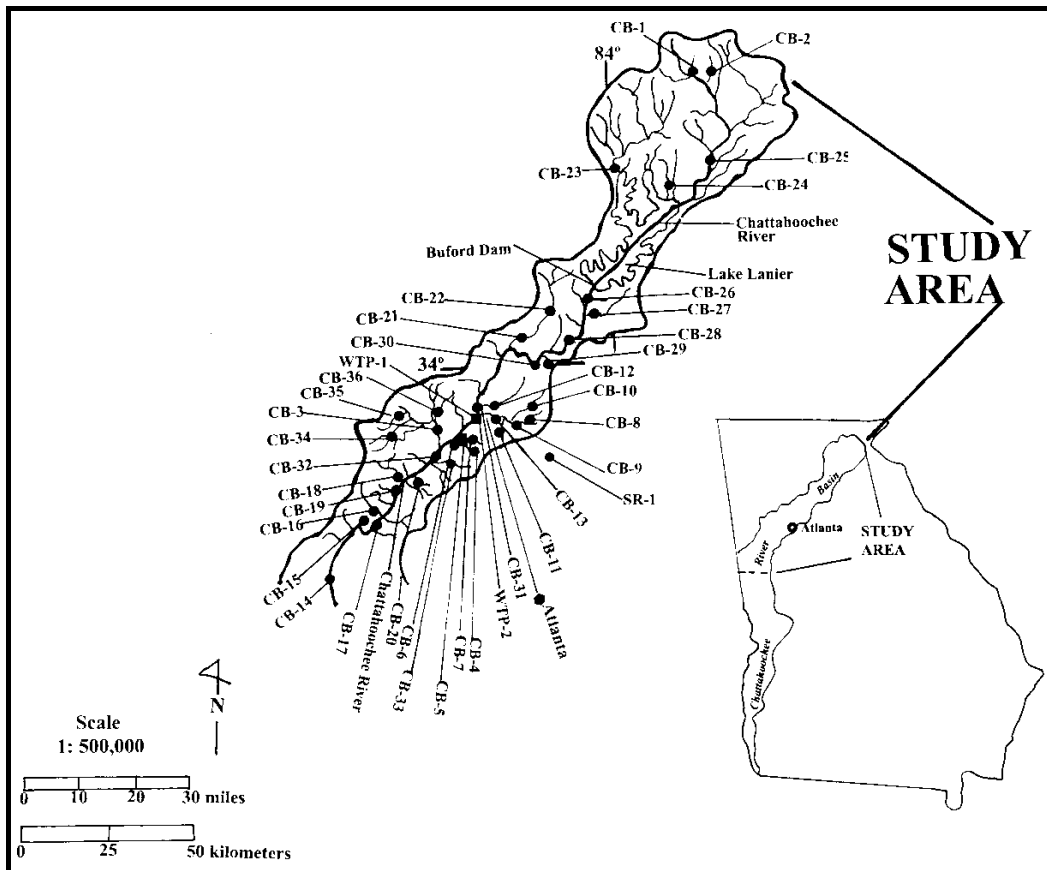 CB-1
CB-2
84°
CB-25
CB-23
CB-24
Chattahoochee
River
Buford Dam
Lake Lanier
CB-22
CB-26
CB-27
CB-21
CB-28
CB-30
CB-29
WTP-1
34°
CB-12
CB-36
CB-10
CB-35
CB-3
CB-8
CB-34
CB-32
CB-9
CB-18
SR-1
CB-19
CB-16
CB-13
CB-11
CB-15
CB-31
CB-14
WTP-2
Atlanta
CB-17
Chattahoochee River
CB-20
CB-6
CB-33
CB-5
CB-7
CB-4
STUDY
AREA
Basin
Atlanta
River
STUDY
AREA
Chattahoochee
N
Scale
1: 500,000
0 10 20 30 miles
0 25 50 kilometers